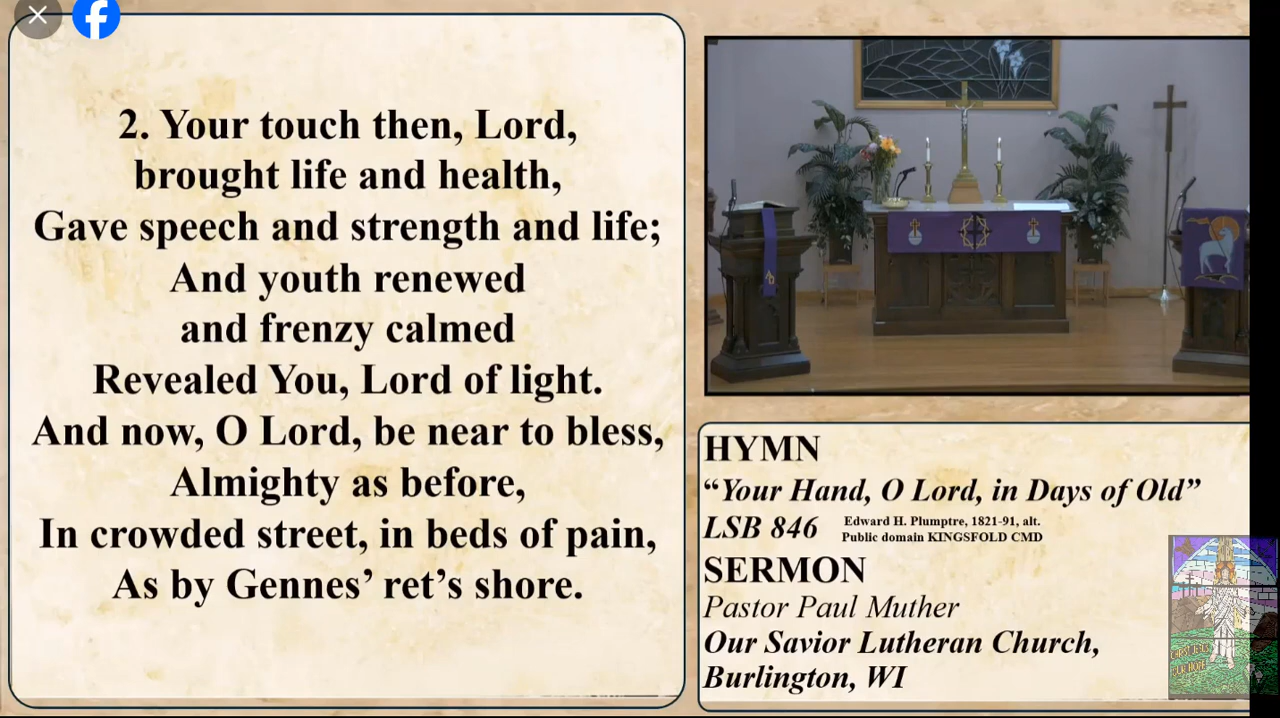 2. Your touch then, Lord,
brought life and health,
Gave speech and strength and life;
And youth renewed
and frenzy calmed
Revealed You, Lord of light.
And now, O Lord, be near to bless,
Almighty as before,
In crowded street, in beds of pain,
As by Gennes’ ret’s shore.
HYMN
“Your Hand, O Lord, in Days of Old”
LSB 846
Edward H. Plumptre, 1821-91, alt.
Public domain KINGSFOLD CMD
SERMON
Pastor Paul Muther
Our Savior Lutheran Church,
Burlington, WI